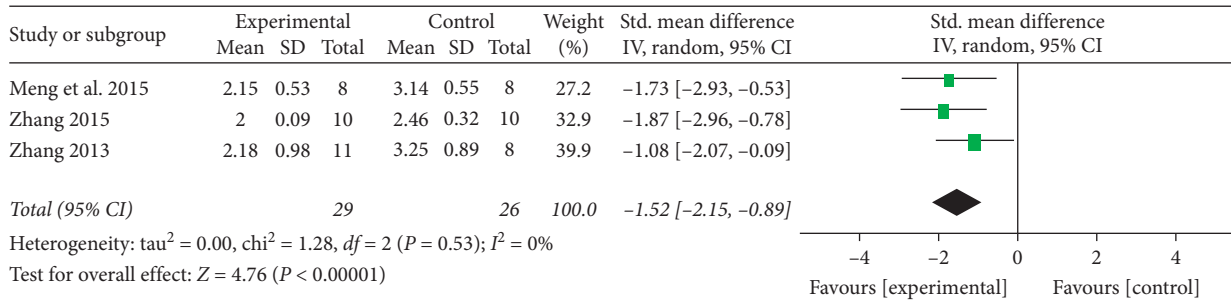 Study or subgroup Experimental Control Weight Std. mean difference Std. mean difference
Mean SD Total Mean SD Total (%) IV, random, 95% CI IV, random, 95% CI
Meng et al. 2015 2.15 0.53 8 3.14 0.55 8 27.2 –1.73 [–2.93, –0.53]
Zhang 2015 2 0.09 10 2.46 0.32 10 32.9 –1.87 [–2.96, –0.78]
Zhang 2013 2.18 0.98 11 3.25 0.89 8 39.9 –1.08 [–2.07, –0.09]
Total (95% CI) 29 26 100.0 –1.52 [–2.15, –0.89]
Heterogeneity: tau² = 0.00, chi² = 1.28, df = 2 (P = 0.53); I² = 0%
Test for overall effect: Z = 4.76 (P < 0.00001)
–4 –2 0 2 4
Favours [experimental] Favours [control]